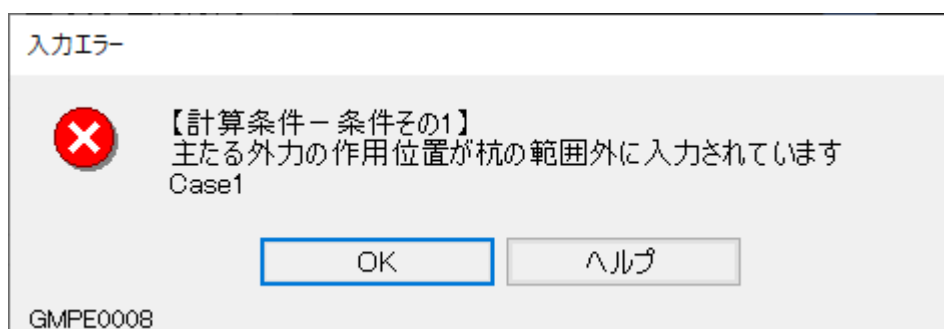 入力エラー
【計算条件－条件その1】
主たる外力の作用位置が杭の範囲外に入力されています
Case1
OK
ヘルプ
GMPE0008